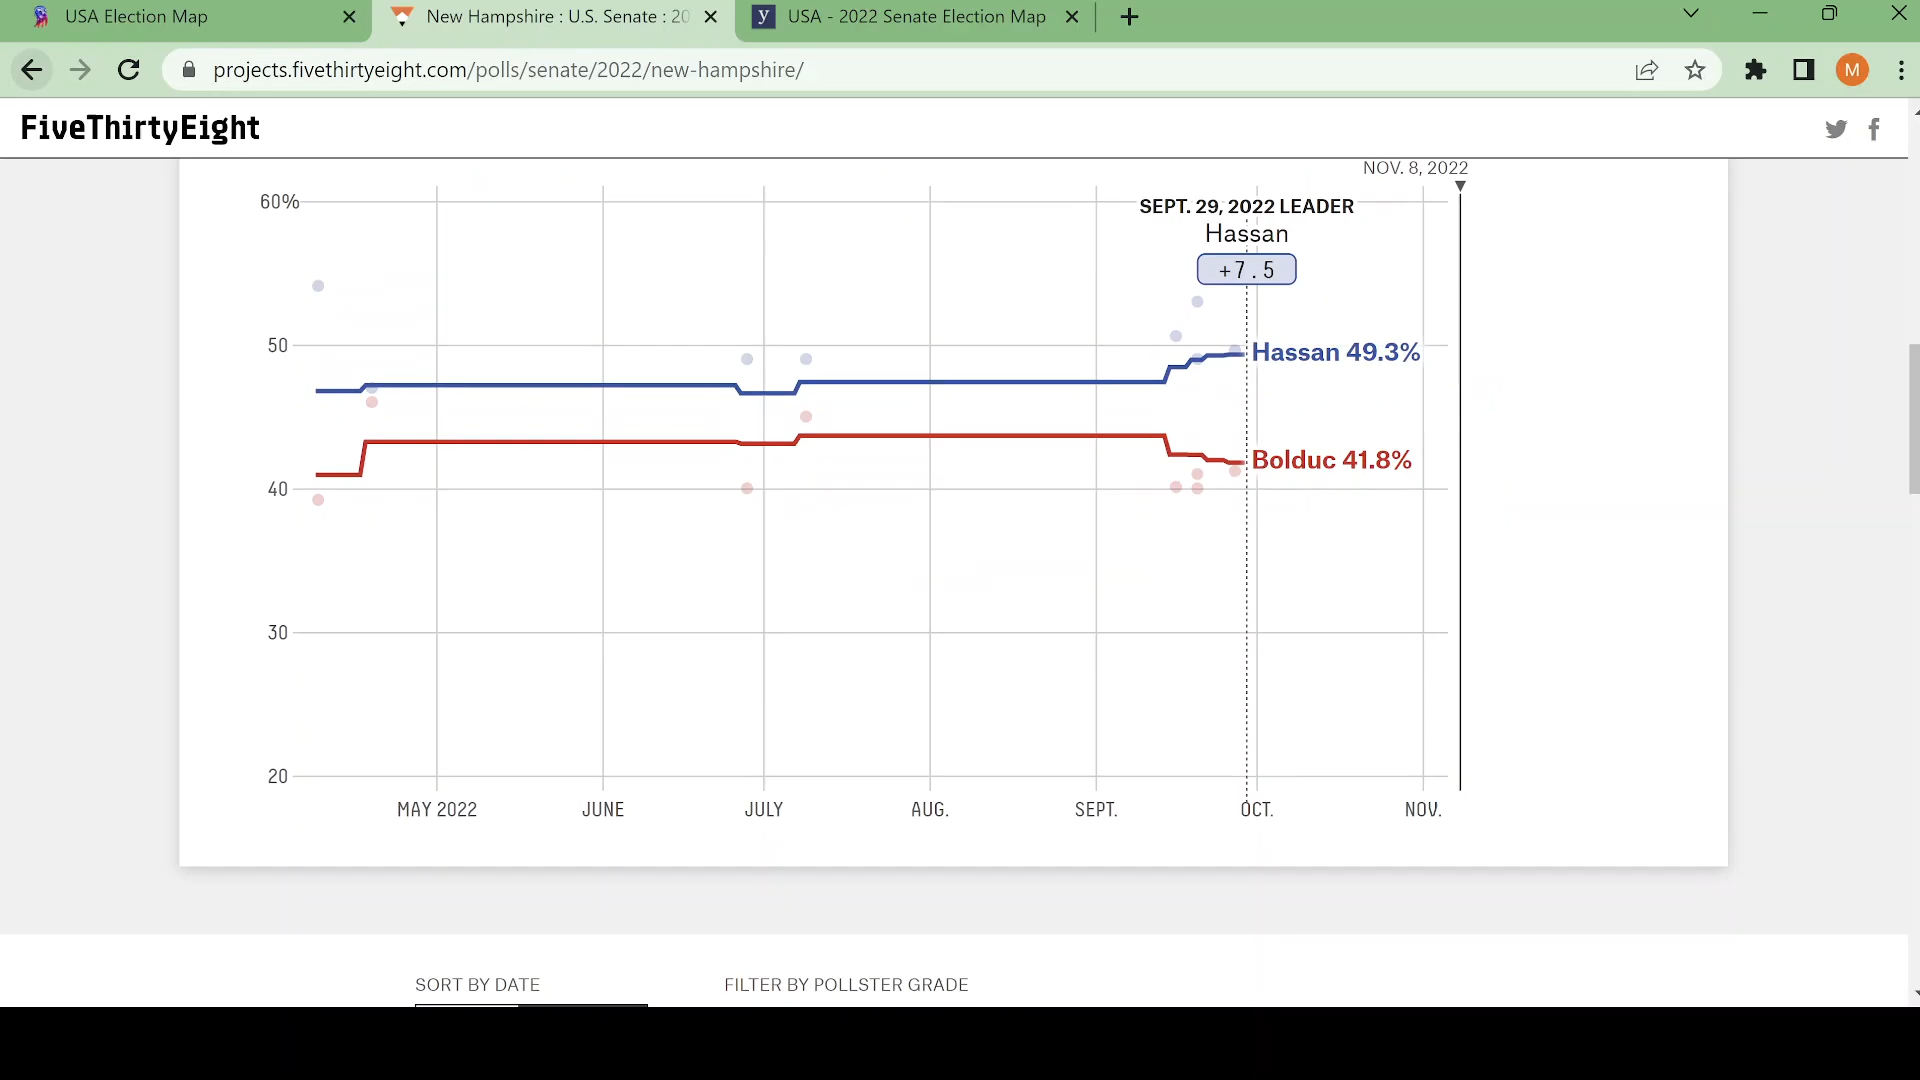 USA Election Map
New Hampshire : U.S. Senate : 20
USA - 2022 Senate Election Map
projects.fivethirtyeight.com/polls/senate/2022/new-hampshire/
M
FiveThirtyEight
NOV. 8, 2022
60%
SEPT. 29, 2022 LEADER
Hassan
+7.5
50
Hassan 49.3%
Bolduc 41.8%
40
30
20
MAY 2022 JUNE JULY AUG. SEPT. OCT. NOV.
SORT BY DATE FILTER BY POLLSTER GRADE